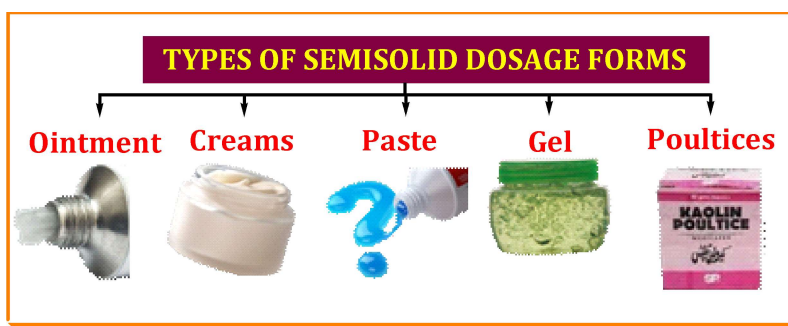 TYPES OF SEMISOLID DOSAGE FORMS
Ointment
Creams
Paste
Gel
Poultices
KAOLIN
POULTICE